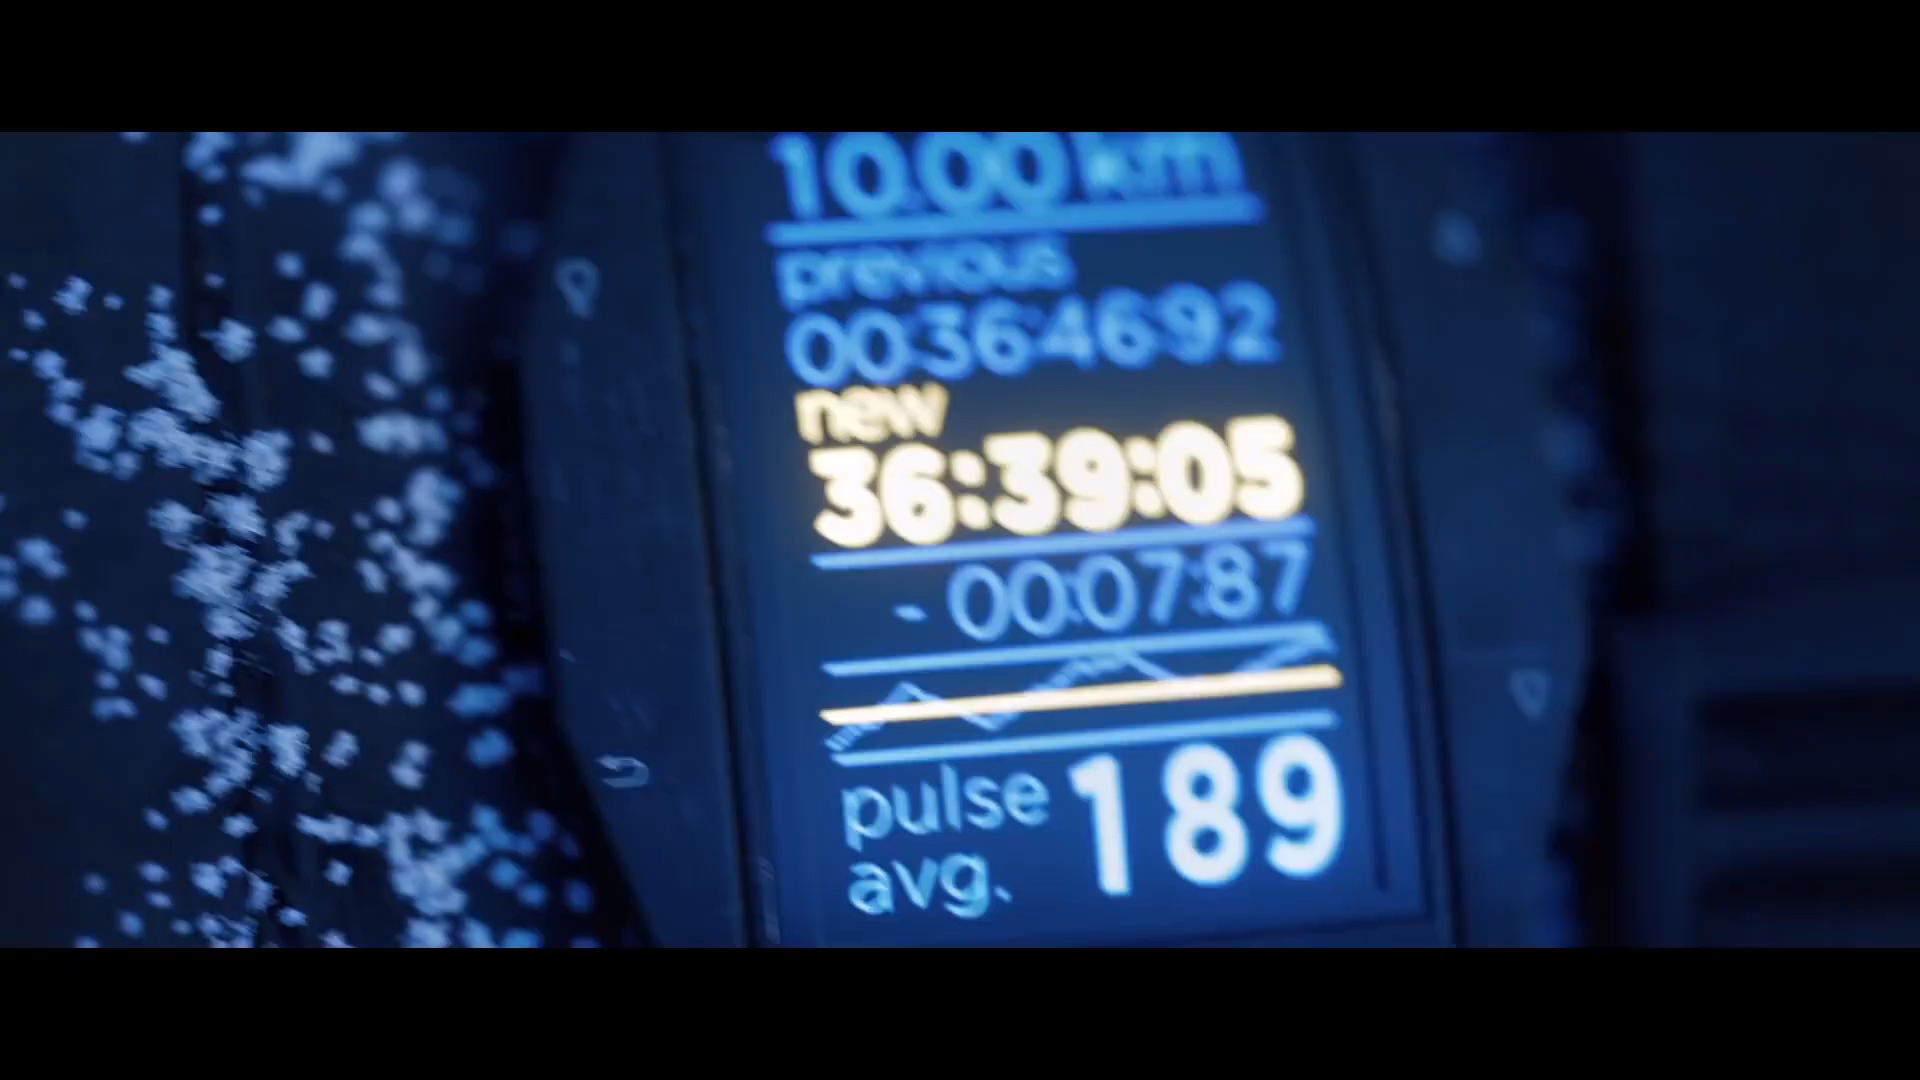 10.00 km
previous
00:36:46:92
new
36:39:05
- 00:07:87
pulse 189
avg.